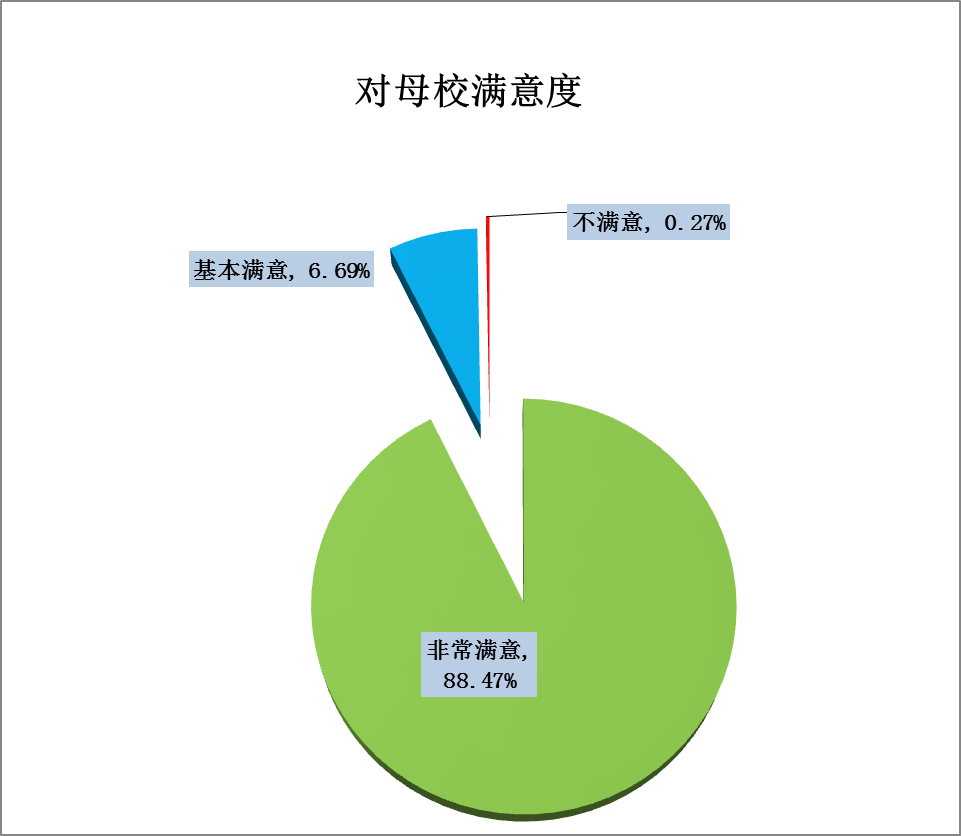 对母校满意度
不满意, 0.27%
基本满意, 6.69%
非常满意,
88.47%